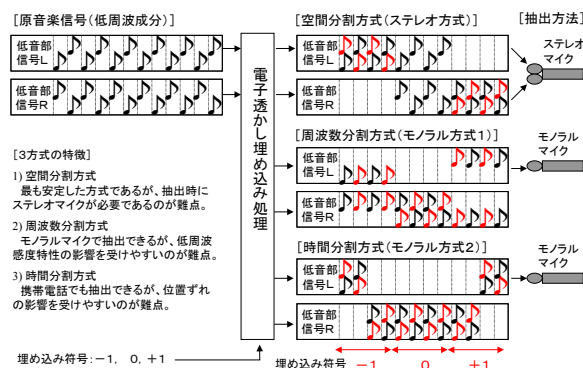 [原音楽信号(低周波成分)]
低音部
信号L
低音部
信号R
[3方式の特徴]
1) 空間分割方式
最も安定した方式であるが、抽出時に
ステレオマイクが必要であるのが難点。
2) 周波数分割方式
モノラルマイクで抽出できるが、低周波
感度特性の影響を受けやすいのが難点。
3) 時間分割方式
携帯電話でも抽出できるが、位置ずれ
の影響を受けやすいのが難点。
埋め込み符号:－1, 0, +1
電子透かし埋め込み処理
[空間分割方式(ステレオ方式)]
低音部
信号L
低音部
信号R
[周波数分割方式(モノラル方式1)]
低音部
信号L
低音部
信号R
[時間分割方式(モノラル方式2)]
低音部
信号L
低音部
信号R
埋め込み符号 －1 0 +1
[抽出方法]
ステレオ
マイク
モノラル
マイク
モノラル
マイク